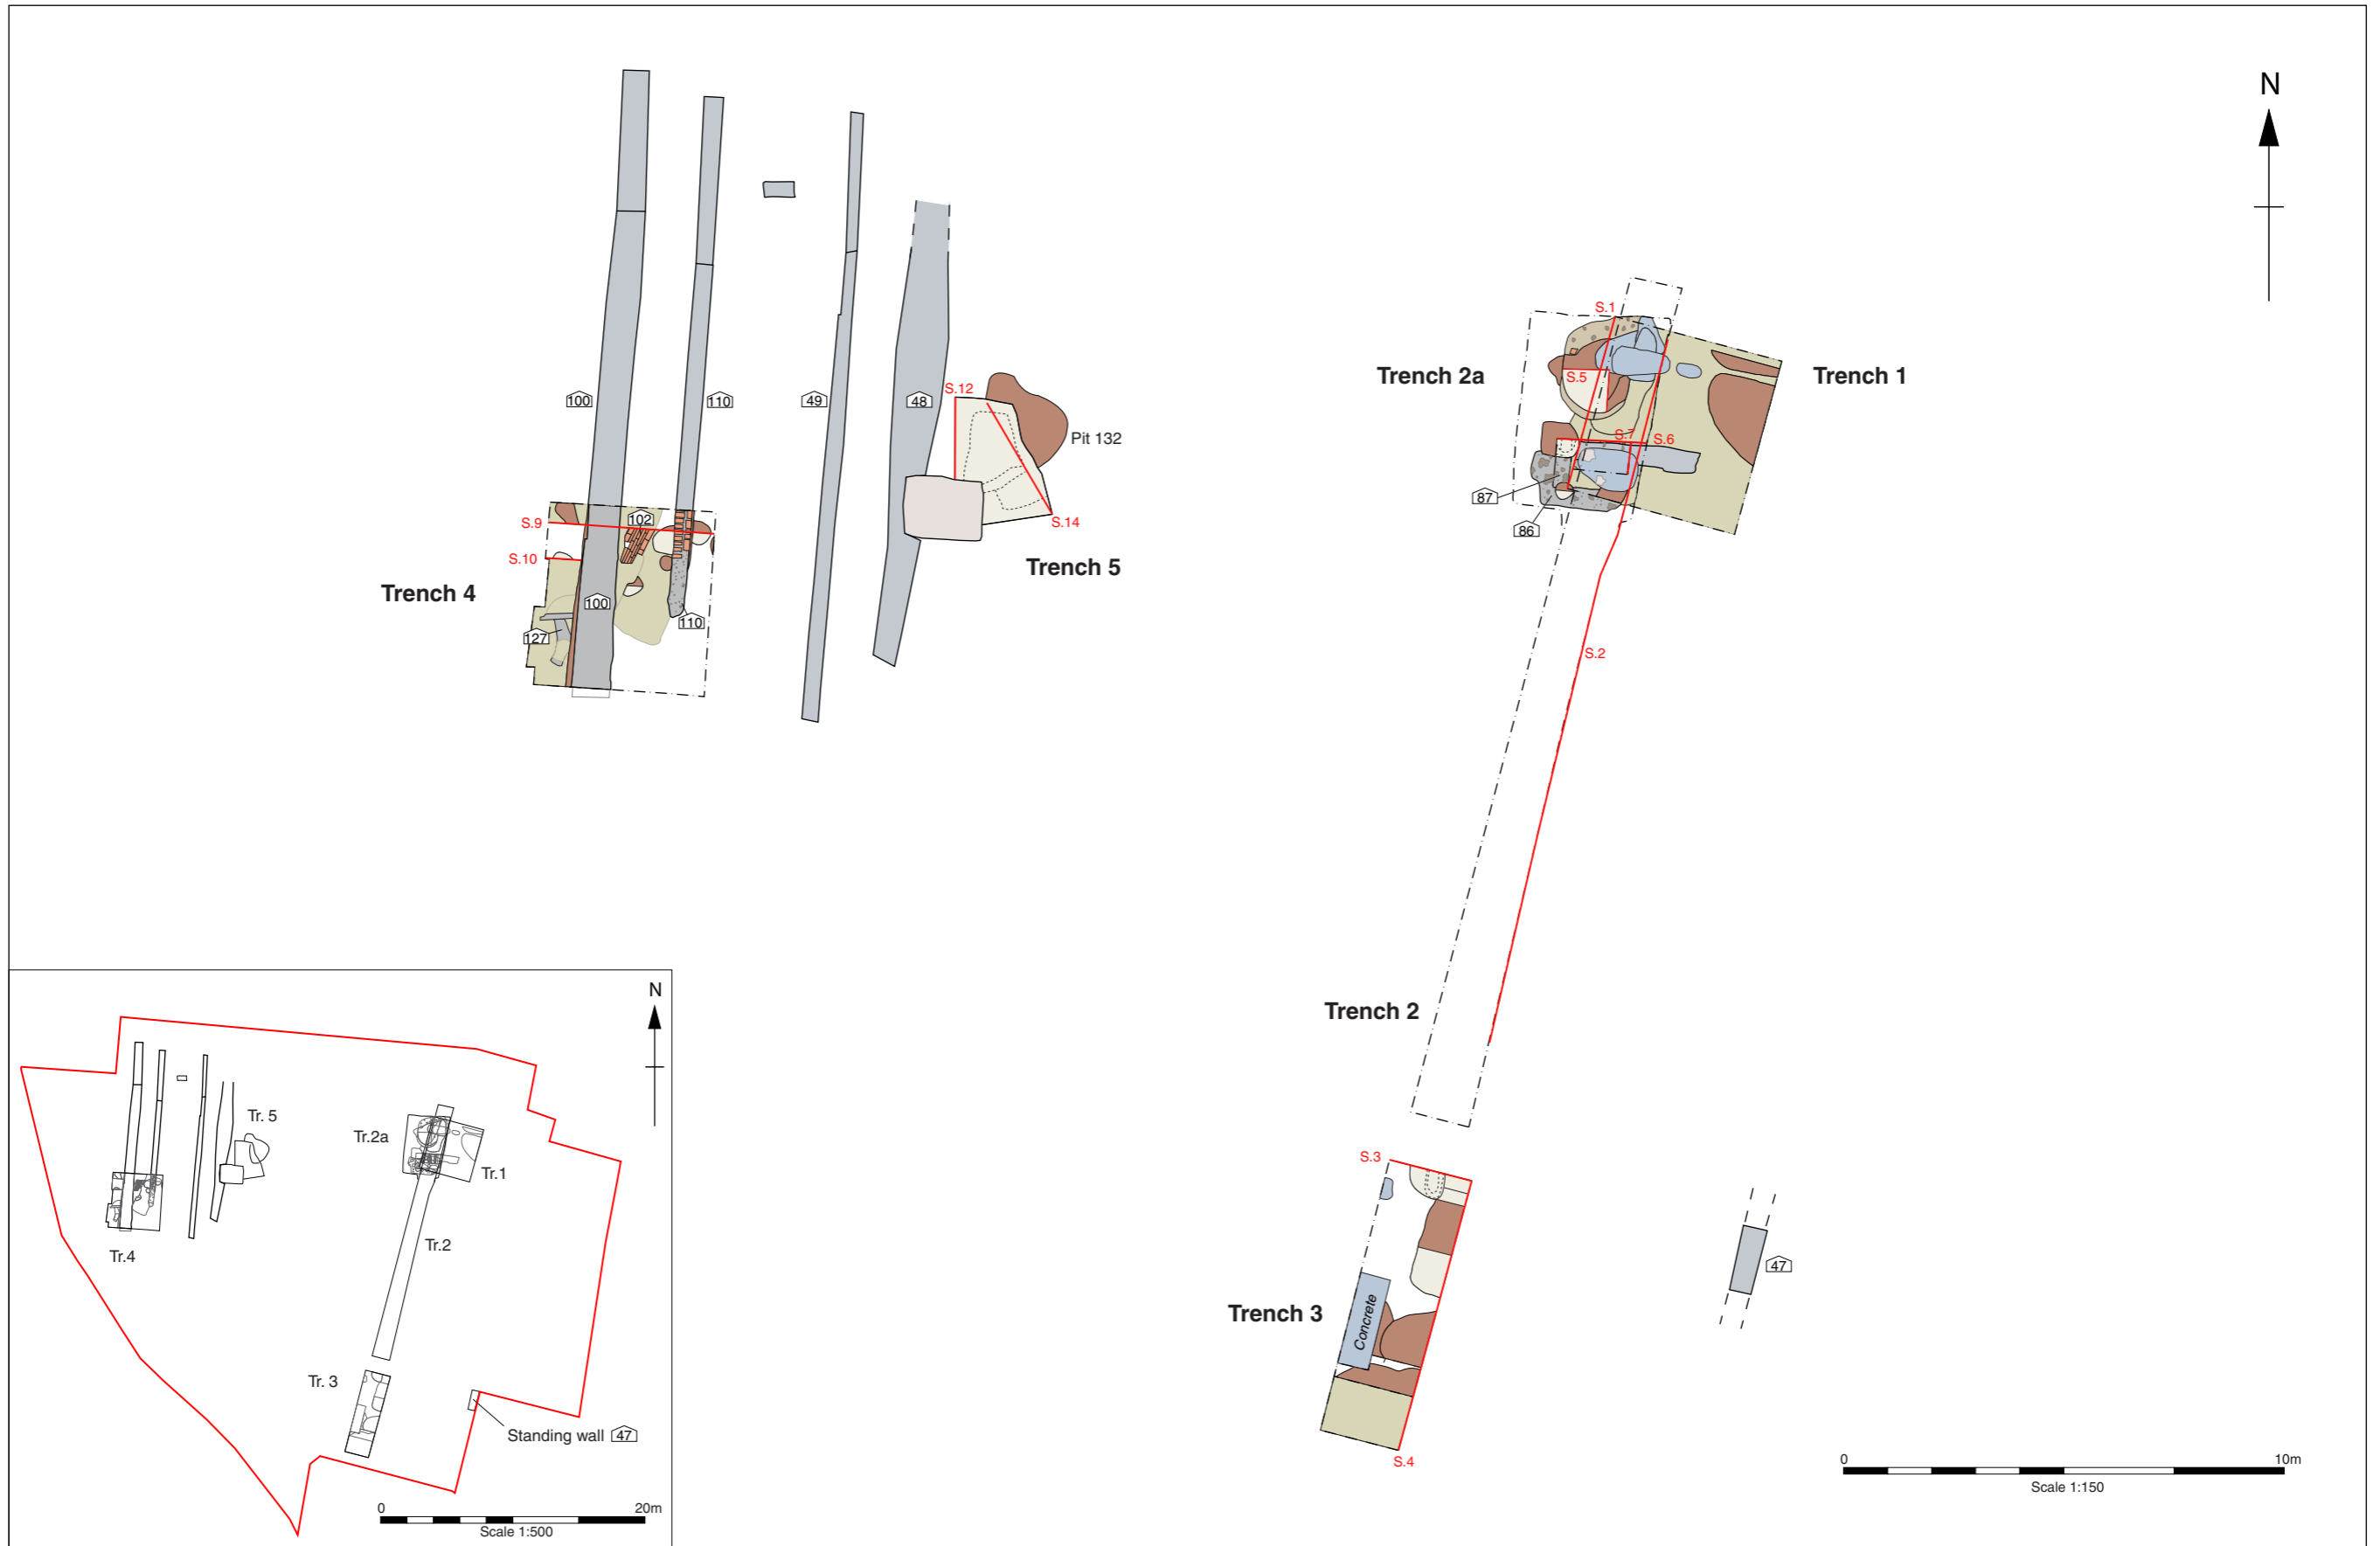 N
S.1
Trench 2a
Trench 1
S.5
S.12
100
110
49
48
Pit 132
S.7
S.6
87
86
S.9
102
S.14
S.10
Trench 5
Trench 4
100
110
127
S.2
Trench 2
S.3
47
Concrete
Trench 3
S.4
0
10m
Scale 1:150
N
Tr. 5
Tr.2a
Tr.1
Tr.4
Tr.2
Tr. 3
Standing wall 47
0
20m
Scale 1:500